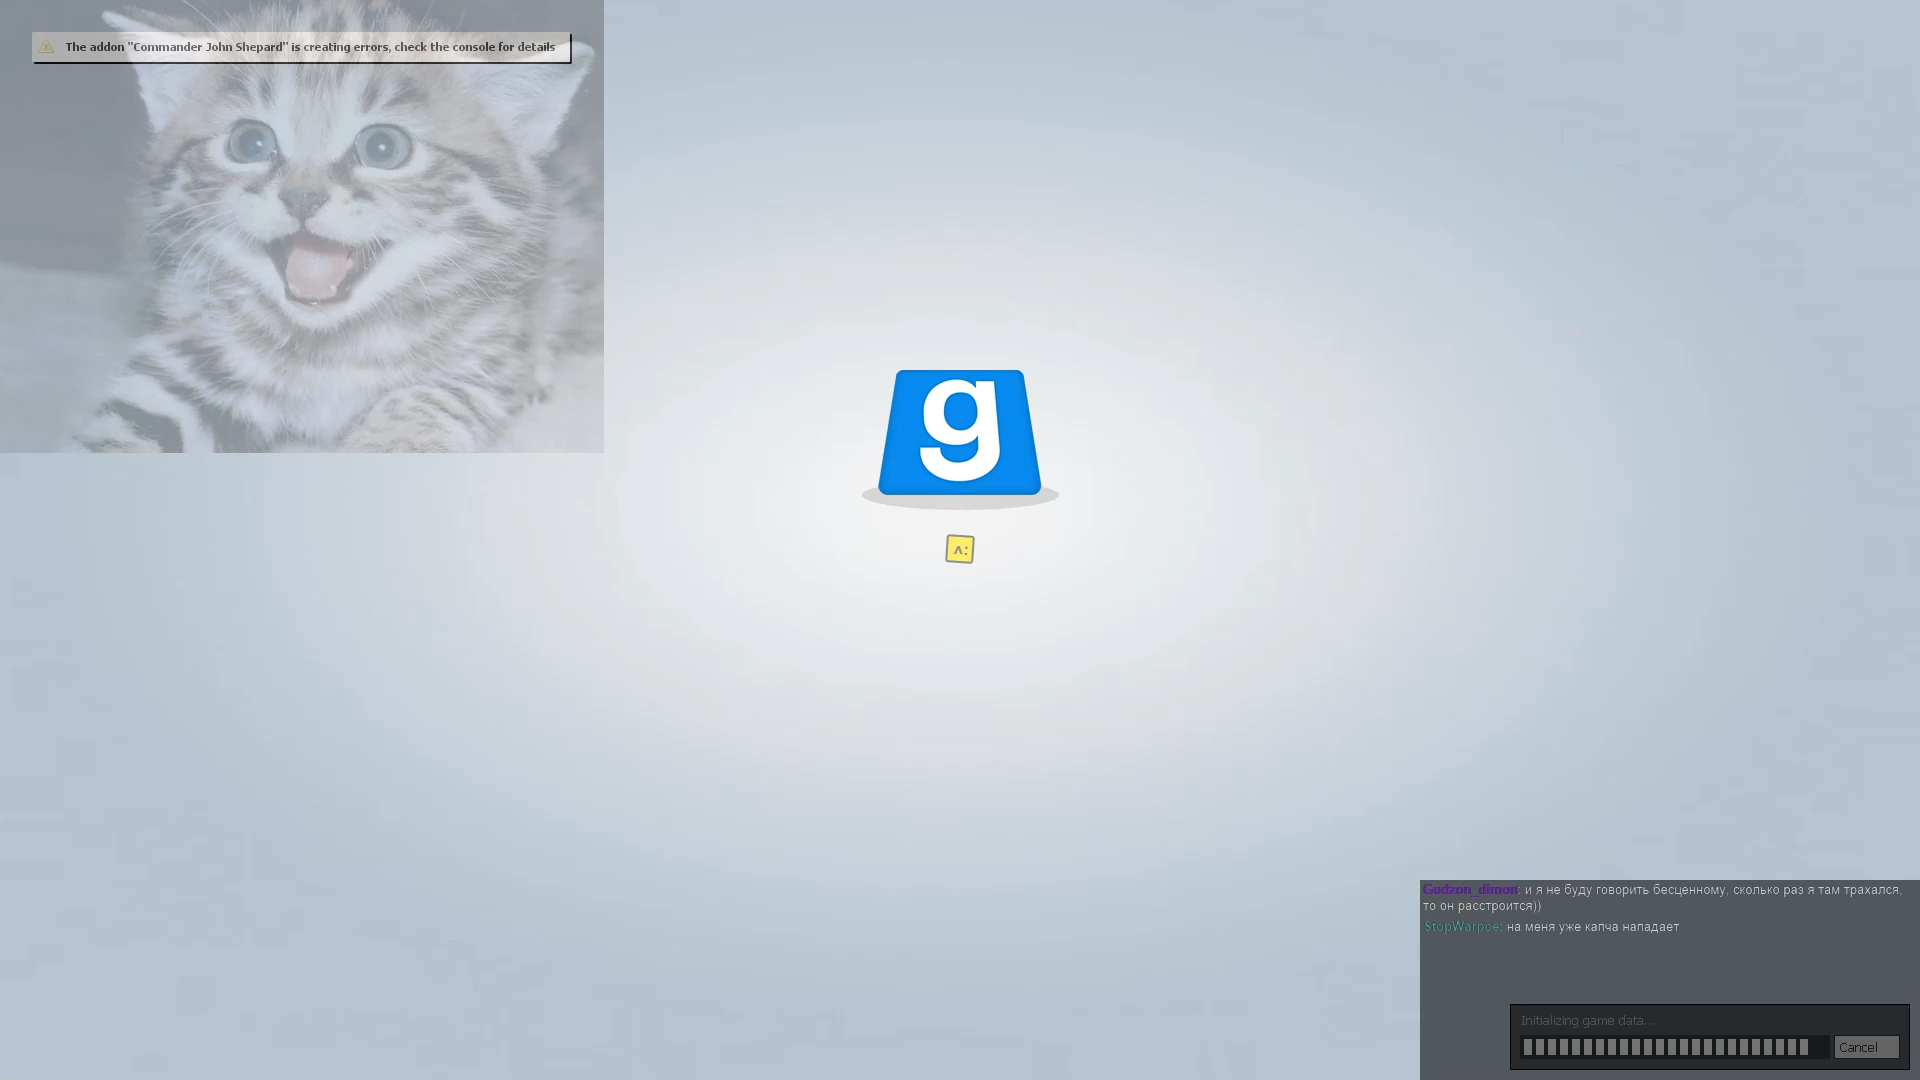 The addon "Commander John Shepard" is creating errors, check the console for details
g
ʌ:
Gudzon_dimon: и я не буду говорить бесценному, сколько раз я там трахался,
то он расстроится))
StopWarpoe: на меня уже капча нападает
Initializing game data...
Cancel